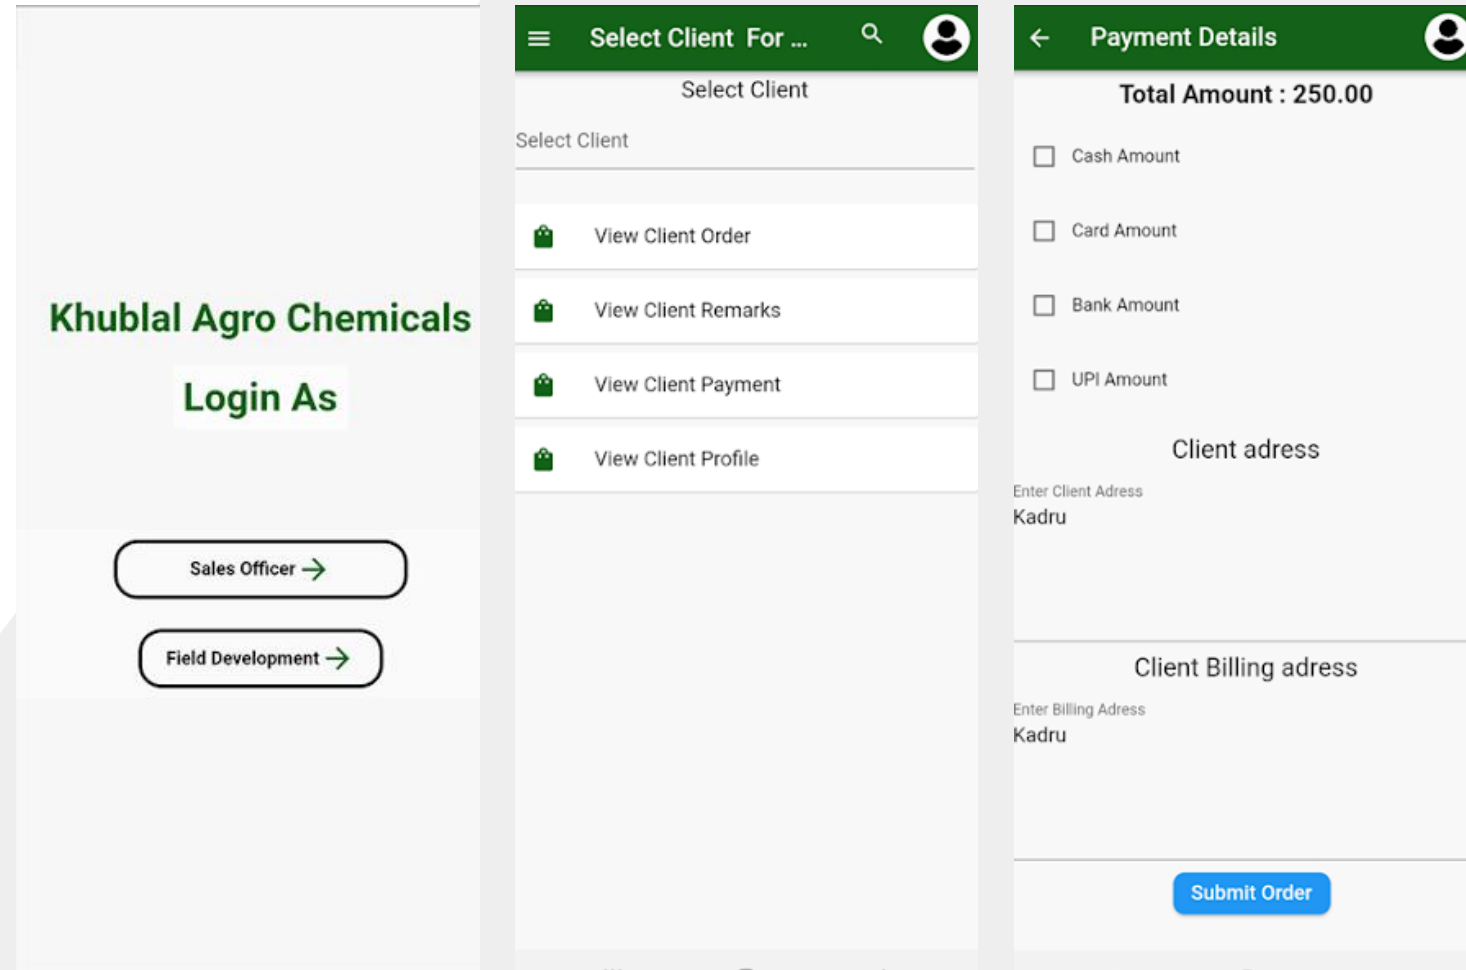 Khublal Agro Chemicals
Login As
Sales Officer
Field Development
Select Client For ...
Select Client
Select Client
View Client Order
View Client Remarks
View Client Payment
View Client Profile
Payment Details
Total Amount : 250.00
Cash Amount
Card Amount
Bank Amount
UPI Amount
Client adress
Enter Client Adress
Kadru
Client Billing adress
Enter Billing Adress
Kadru
Submit Order